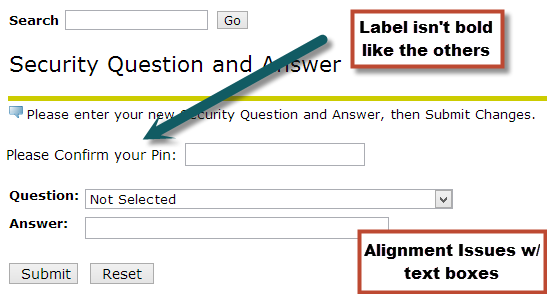 Search Go
Label isn't bold
like the others
Security Question and Answer
Please enter your new Security Question and Answer, then Submit Changes.
Please Confirm your Pin:
Question: Not Selected
Answer:
Alignment Issues w/
text boxes
Submit Reset